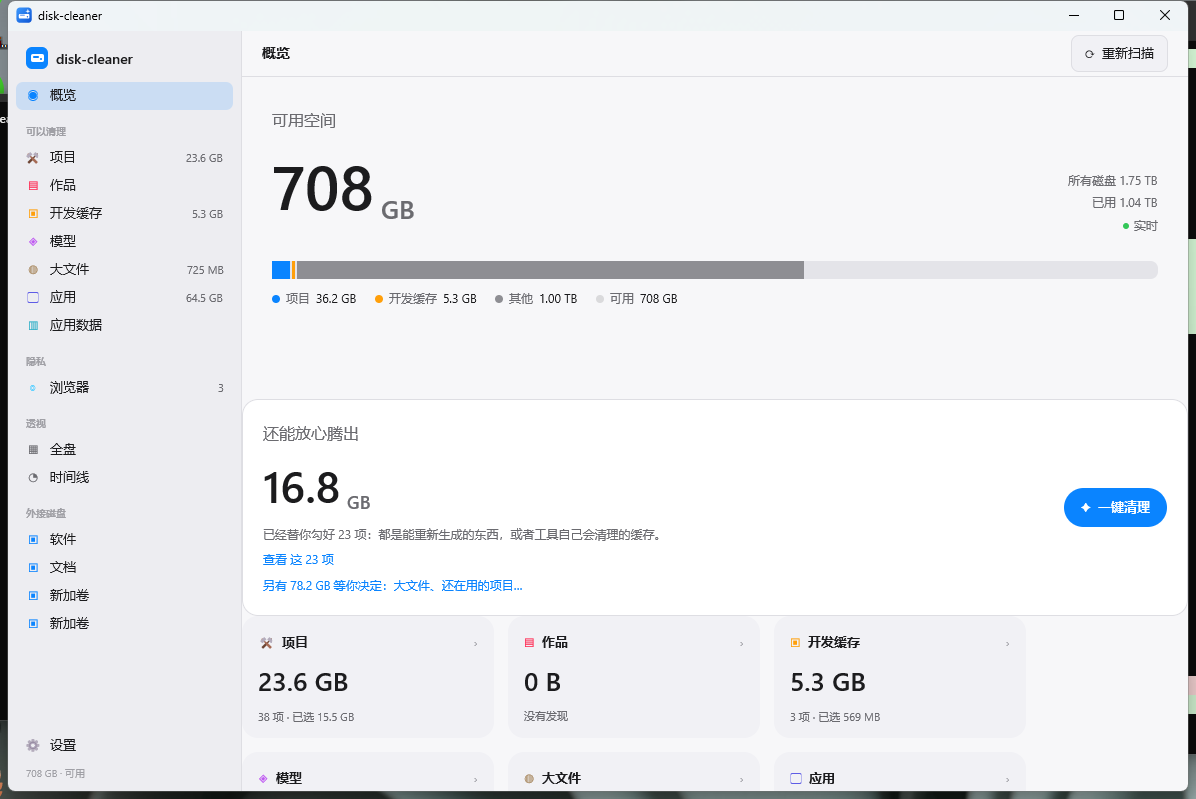 disk-cleaner
disk-cleaner
概览
可以清理
项目 23.6 GB
作品
开发缓存 5.3 GB
模型
大文件 725 MB
应用 64.5 GB
应用数据
隐私
浏览器 3
透视
全盘
时间线
外接磁盘
软件
文档
新加卷
新加卷
设置
708 GB · 可用
概览
重新扫描
可用空间
708 GB
所有磁盘 1.75 TB
已用 1.04 TB
实时
项目 36.2 GB 开发缓存 5.3 GB 其他 1.00 TB 可用 708 GB
还能放心腾出
16.8 GB
已经替你勾好 23 项：都是能重新生成的东西，或者工具自己会清理的缓存。
查看 这 23 项
另有 78.2 GB 等你决定：大文件、还在用的项目...
一键清理
项目
23.6 GB
38 项 · 已选 15.5 GB
作品
0 B
没有发现
开发缓存
5.3 GB
3 项 · 已选 569 MB
模型
大文件
应用